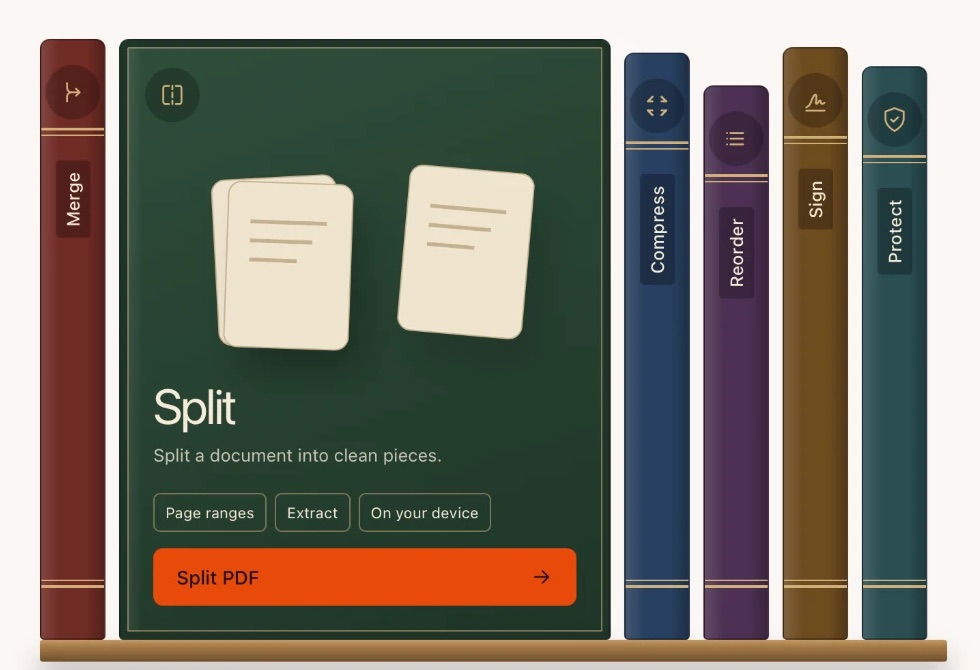 Merge
Split
Split a document into clean pieces.
Page ranges
Extract
On your device
Split PDF
Compress
Reorder
Sign
Protect